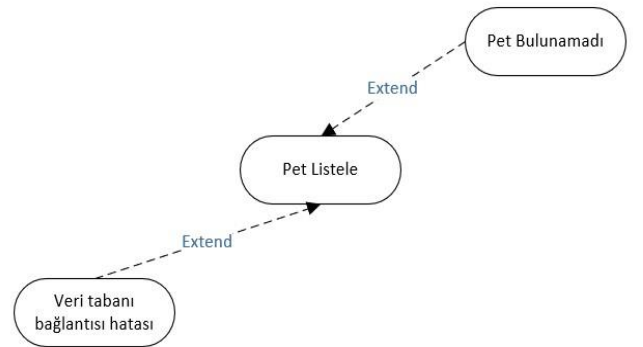 Pet Bulunamadı
Extend
Pet Listele
Extend
Veri tabanı
bağlantısı hatası